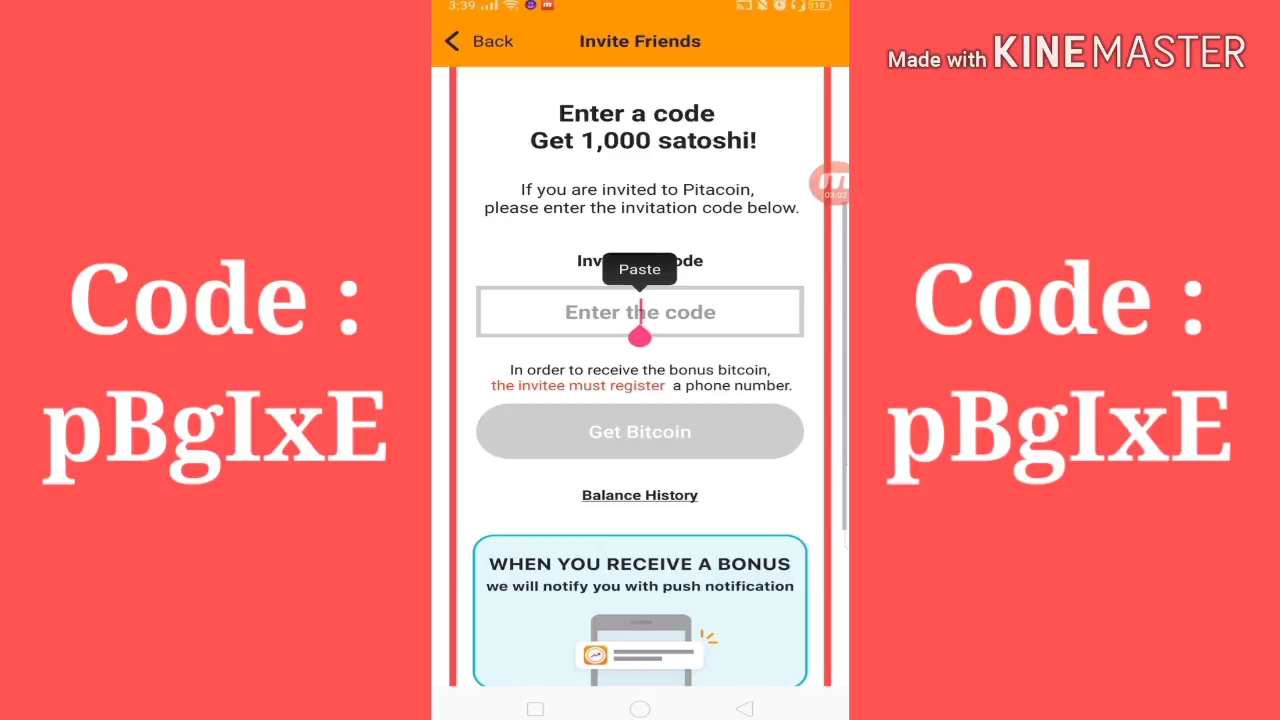 3:39
Back
Invite Friends
Made with KINEMASTER
Enter a code
Get 1,000 satoshi!
If you are invited to Pitacoin,
please enter the invitation code below.
03:02
Paste
Enter the code
In order to receive the bonus bitcoin,
the invitee must register a phone number.
Get Bitcoin
Balance History
WHEN YOU RECEIVE A BONUS
we will notify you with push notification
Code :
pBgIxE
Code :
pBgIxE